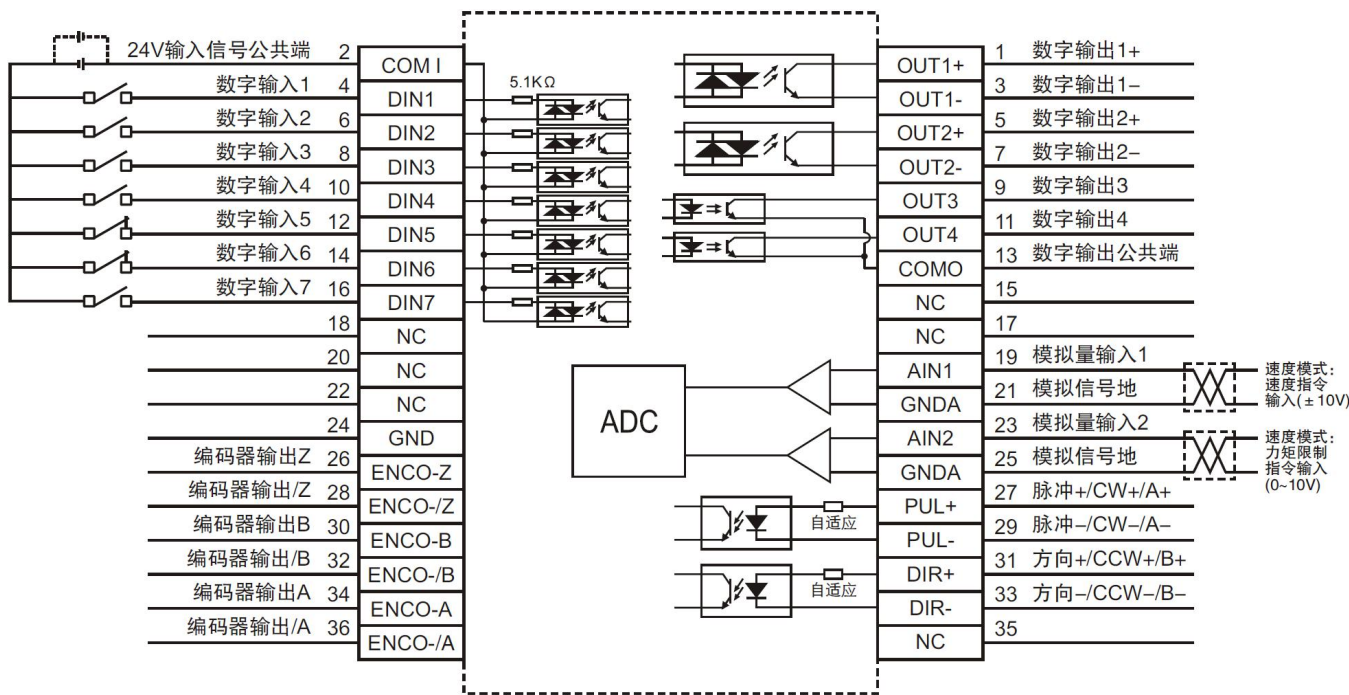 24V输入信号公共端 2 COM I
数字输入1 4 DIN1
数字输入2 6 DIN2
数字输入3 8 DIN3
数字输入4 10 DIN4
数字输入5 12 DIN5
数字输入6 14 DIN6
数字输入7 16 DIN7
18 NC
20 NC
22 NC
24 GND
编码器输出Z 26 ENCO-Z
编码器输出/Z 28 ENCO-/Z
编码器输出B 30 ENCO-B
编码器输出/B 32 ENCO-/B
编码器输出A 34 ENCO-A
编码器输出/A 36 ENCO-/A
5.1KΩ
ADC
自适应
自适应
OUT1+ 1 数字输出1+
OUT1- 3 数字输出1–
OUT2+ 5 数字输出2+
OUT2- 7 数字输出2–
OUT3 9 数字输出3
OUT4 11 数字输出4
COMO 13 数字输出公共端
NC 15
NC 17
AIN1 19 模拟量输入1
GNDA 21 模拟信号地
AIN2 23 模拟量输入2
GNDA 25 模拟信号地
PUL+ 27 脉冲+/CW+/A+
PUL- 29 脉冲–/CW–/A–
DIR+ 31 方向+/CCW+/B+
DIR- 33 方向–/CCW–/B–
NC 35
速度模式:
速度指令
输入(±10V)
速度模式:
力矩限制
指令输入
(0~10V)